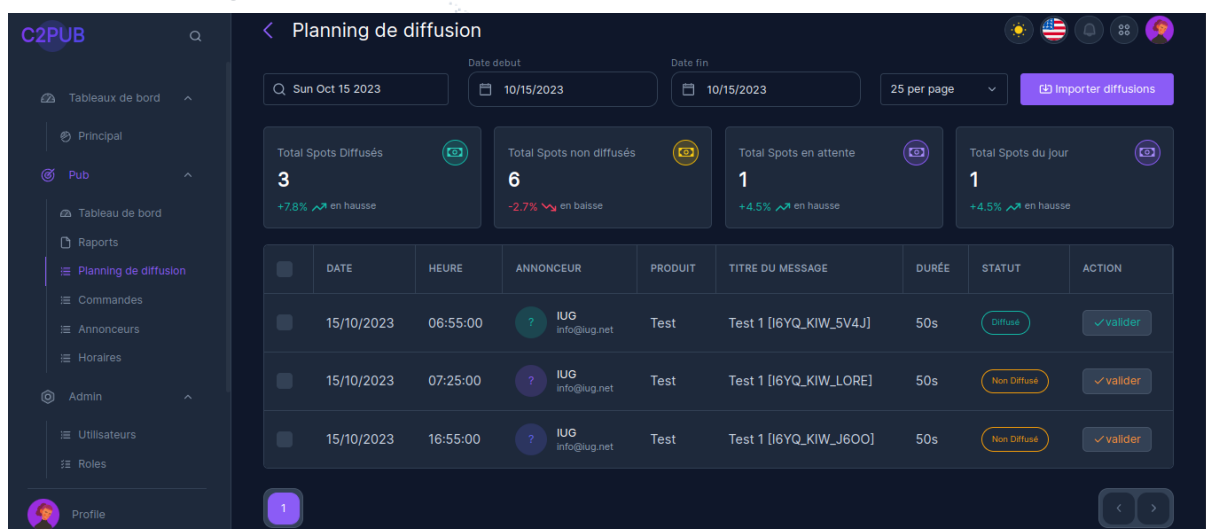 C2PUB
Planning de diffusion
Date debut
Date fin
Sun Oct 15 2023
10/15/2023
10/15/2023
25 per page
Importer diffusions
Tableaux de bord
Principal
Pub
Tableau de bord
Raports
Planning de diffusion
Commandes
Annonceurs
Horaires
Admin
Utilisateurs
Roles
Profile
Total Spots Diffusés
3
+7.8% en hausse
Total Spots non diffusés
6
-2.7% en baisse
Total Spots en attente
1
+4.5% en hausse
Total Spots du jour
1
+4.5% en hausse
DATE HEURE ANNONCEUR PRODUIT TITRE DU MESSAGE DURÉE STATUT ACTION
15/10/2023 06:55:00 ? IUG Test Test 1 [I6YQ_KIW_5V4J] 50s Diffusé valider
info@iug.net
15/10/2023 07:25:00 ? IUG Test Test 1 [I6YQ_KIW_LORE] 50s Non Diffusé valider
info@iug.net
15/10/2023 16:55:00 ? IUG Test Test 1 [I6YQ_KIW_J6OO] 50s Non Diffusé valider
info@iug.net
1